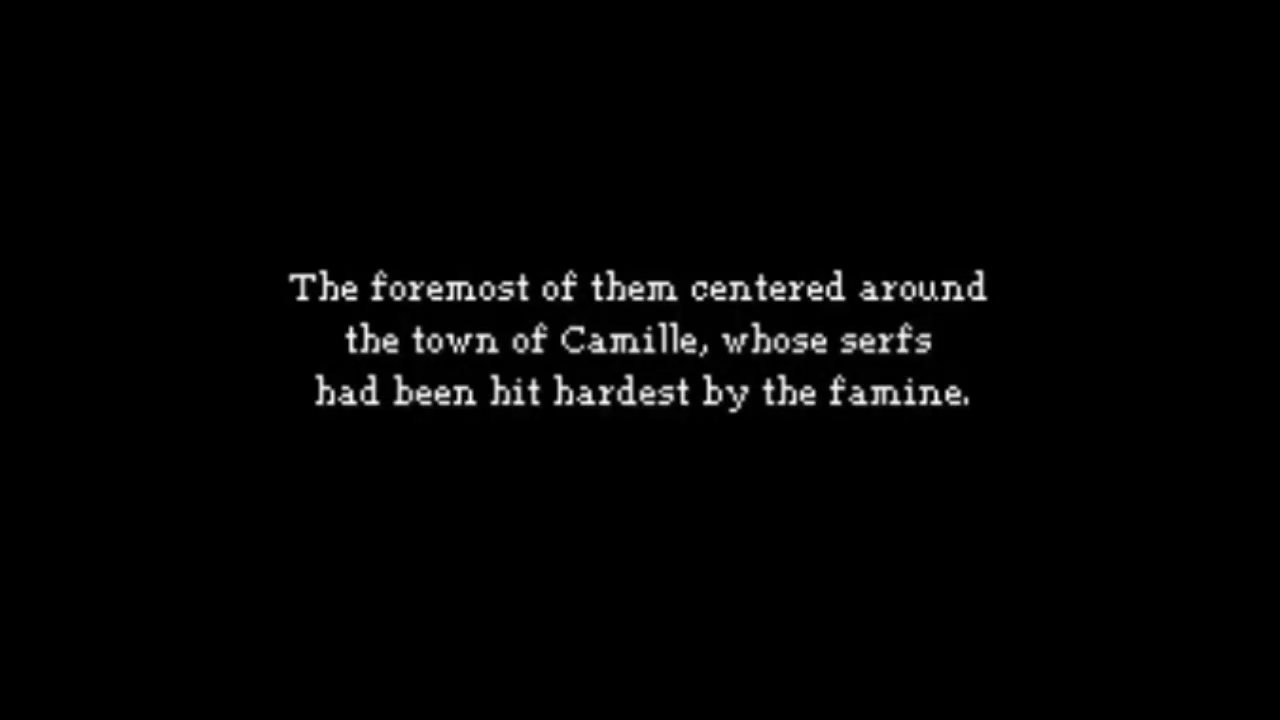 The foremost of them centered around
the town of Camille, whose serfs
had been hit hardest by the famine.